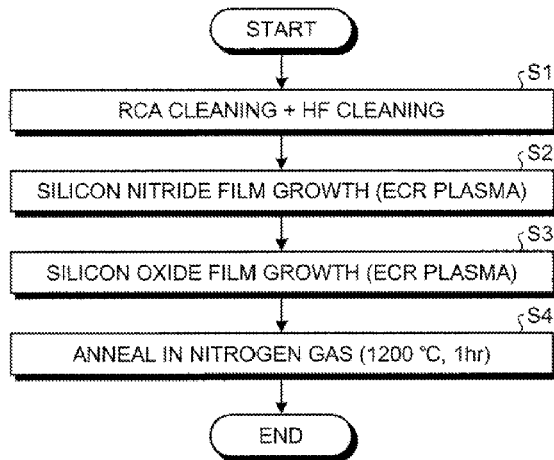 START
S1
RCA CLEANING + HF CLEANING
S2
SILICON NITRIDE FILM GROWTH (ECR PLASMA)
S3
SILICON OXIDE FILM GROWTH (ECR PLASMA)
S4
ANNEAL IN NITROGEN GAS (1200 °C, 1hr)
END